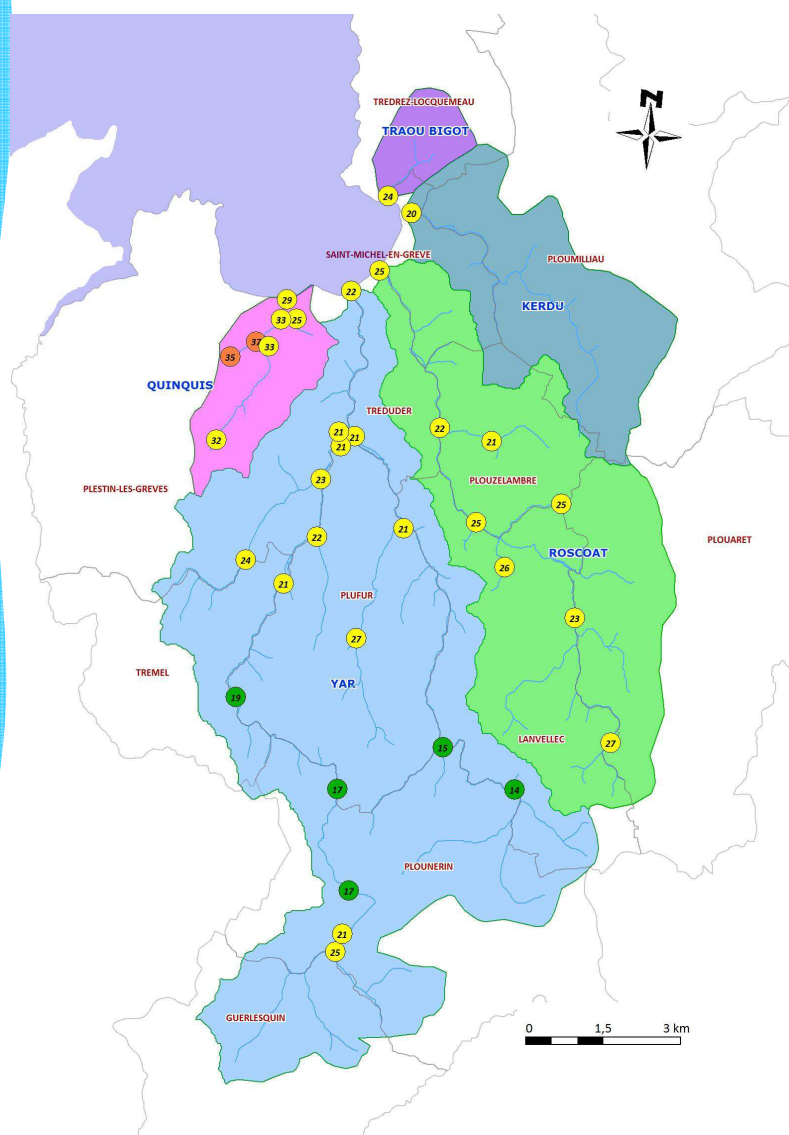 N
TREDREZ-LOCQUEMEAU
TRAOU BIGOT
24
20
SAINT-MICHEL-EN-GREVE
PLOUMILLIAU
25
22
29
KERDU
33
25
37
33
35
QUINQUIS
TREDUDER
32
21
21
21
22
21
23
PLOUZELAMBRE
PLESTIN-LES-GREVES
25
25
21
22
PLOUARET
ROSCOAT
24
26
21
PLUFUR
23
27
TREMEL
YAR
19
LANVELLEC
27
15
17
14
PLOUNERIN
17
21
25
GUERLESQUIN
0 1,5 3 km